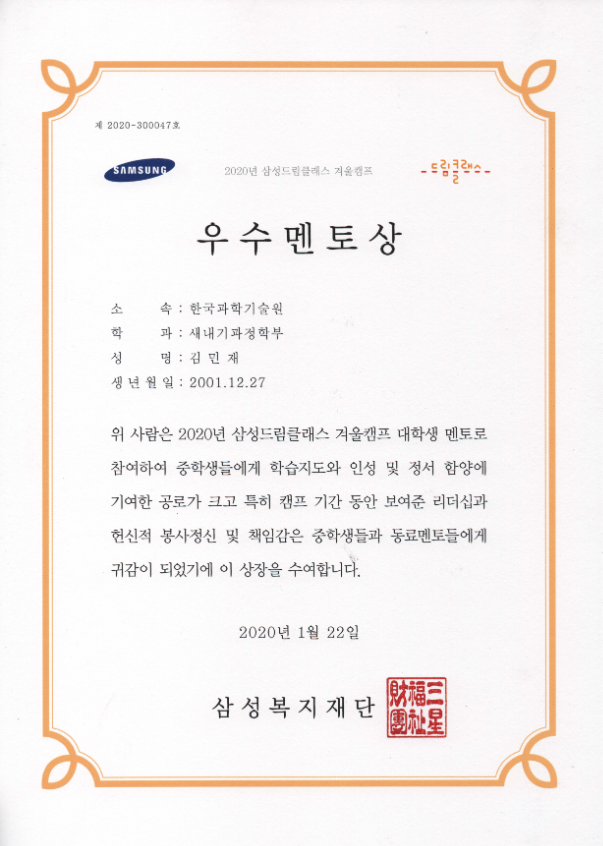 제 2020-300047호
SAMSUNG
2020년 삼성드림클래스 겨울캠프
드림클래스
우수멘토상
소 속 : 한국과학기술원
학 과 : 새내기과정학부
성 명 : 김 민 재
생년월일 : 2001.12.27
위 사람은 2020년 삼성드림클래스 겨울캠프 대학생 멘토로
참여하여 중학생들에게 학습지도와 인성 및 정서 함양에
기여한 공로가 크고 특히 캠프 기간 동안 보여준 리더십과
헌신적 봉사정신 및 책임감은 중학생들과 동료멘토들에게
귀감이 되었기에 이 상장을 수여합니다.
2020년 1월 22일
삼성복지재단
三星福祉財團